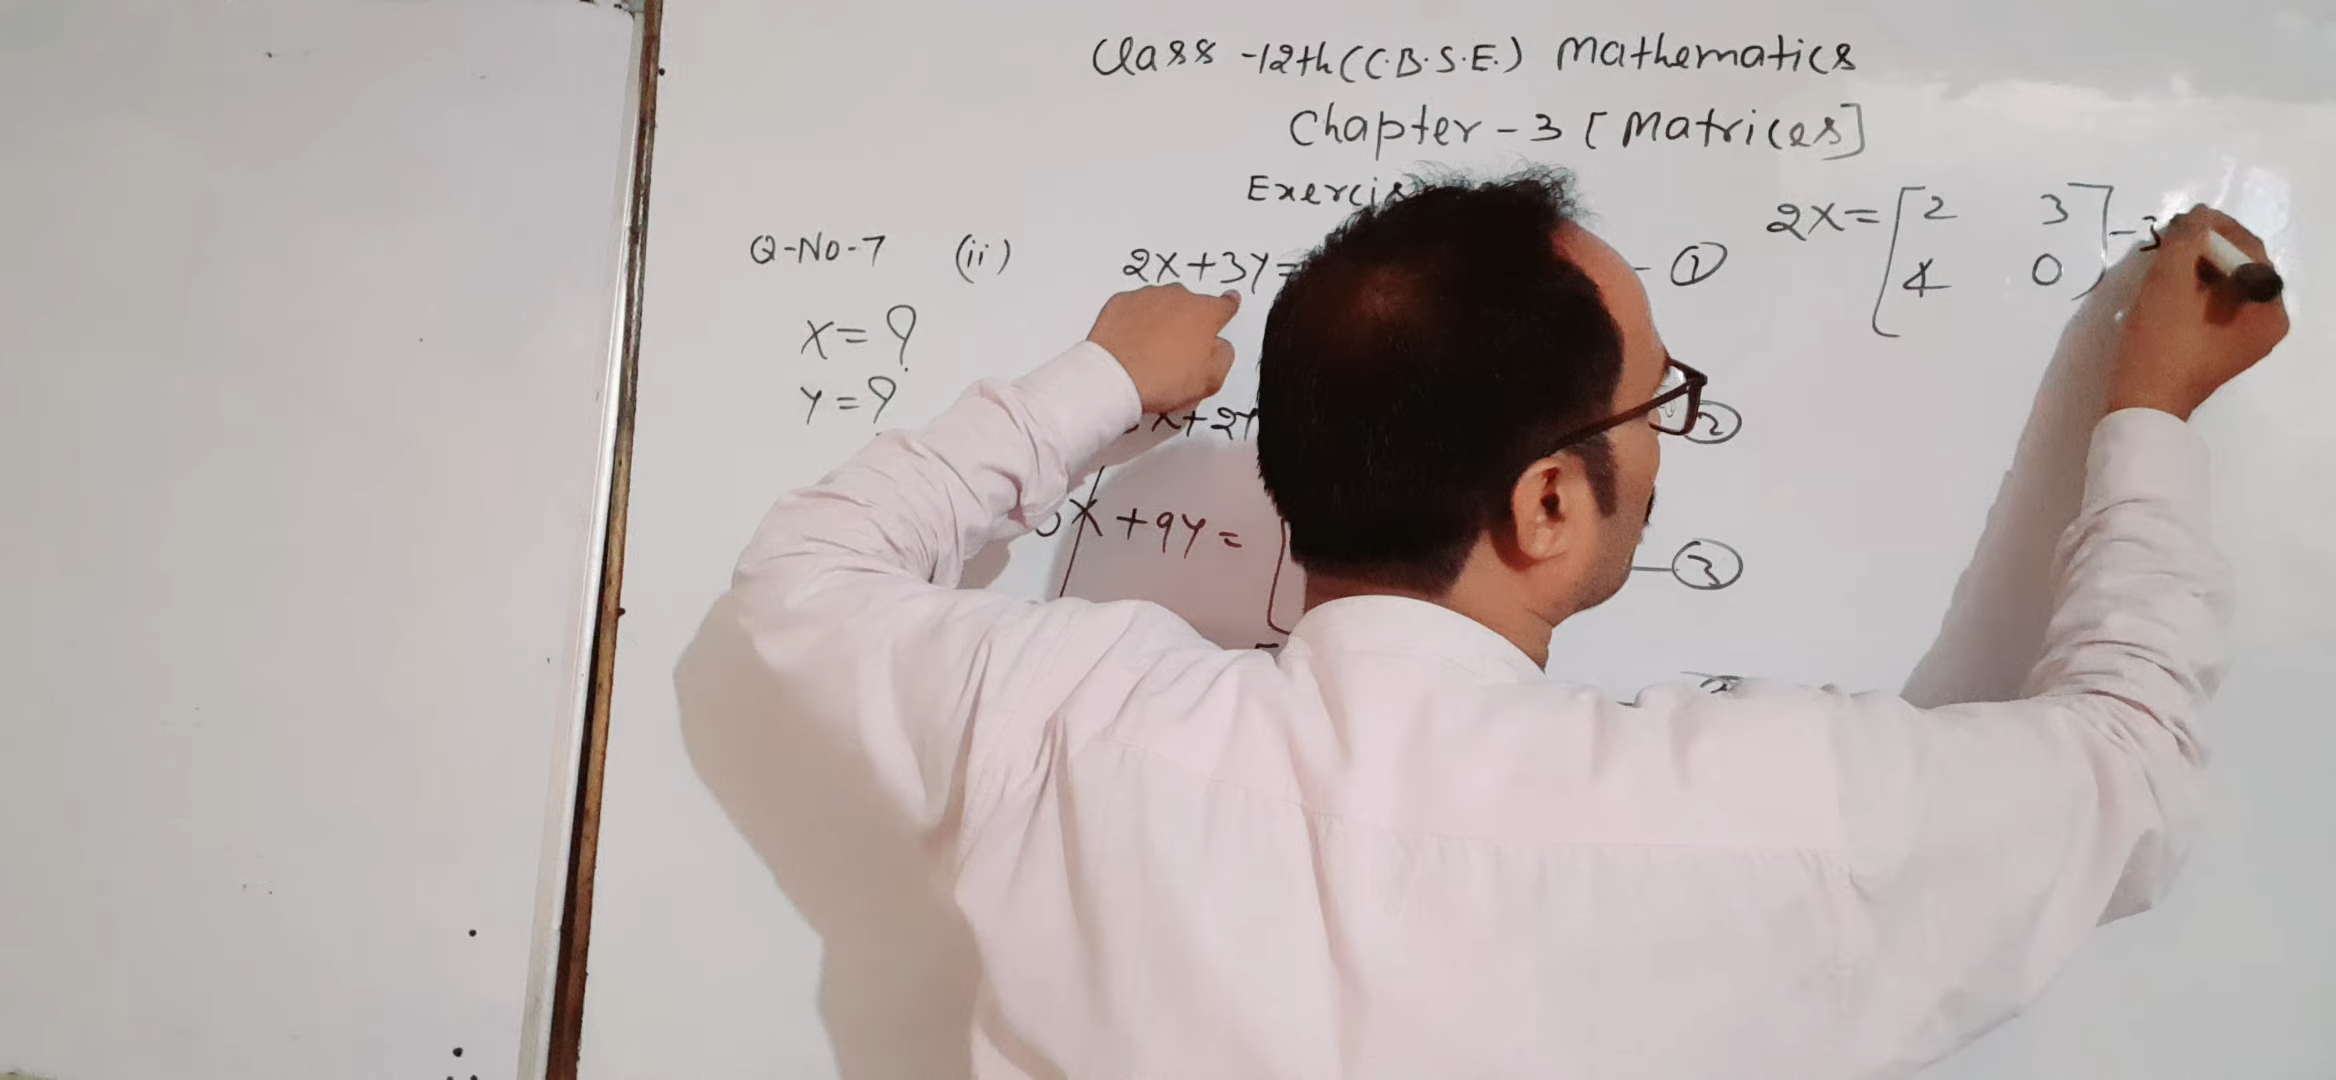 Class -12th (C.B.S.E.) Mathematics
Chapter - 3 [Matrices]
Q-No-7 (ii) 2X+3Y= - ①
X = ?
Y = ?
X+2Y ②
X +9Y = [ - ③
2X = [2 3] - 3
[4 0]